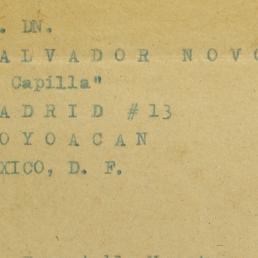 . DN.
ALVADOR NOVO
Capilla"
ADRID #13
OYOACAN
XICO, D. F.